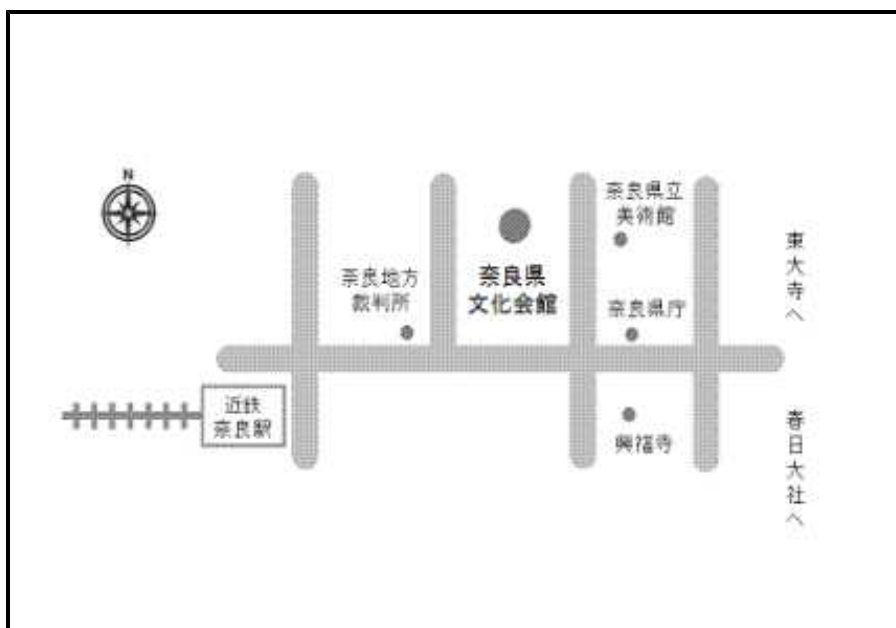 N
奈良県立
美術館
東大寺へ
奈良地方
裁判所
奈良県
文化会館
奈良県庁
近鉄
奈良駅
興福寺
春日大社へ